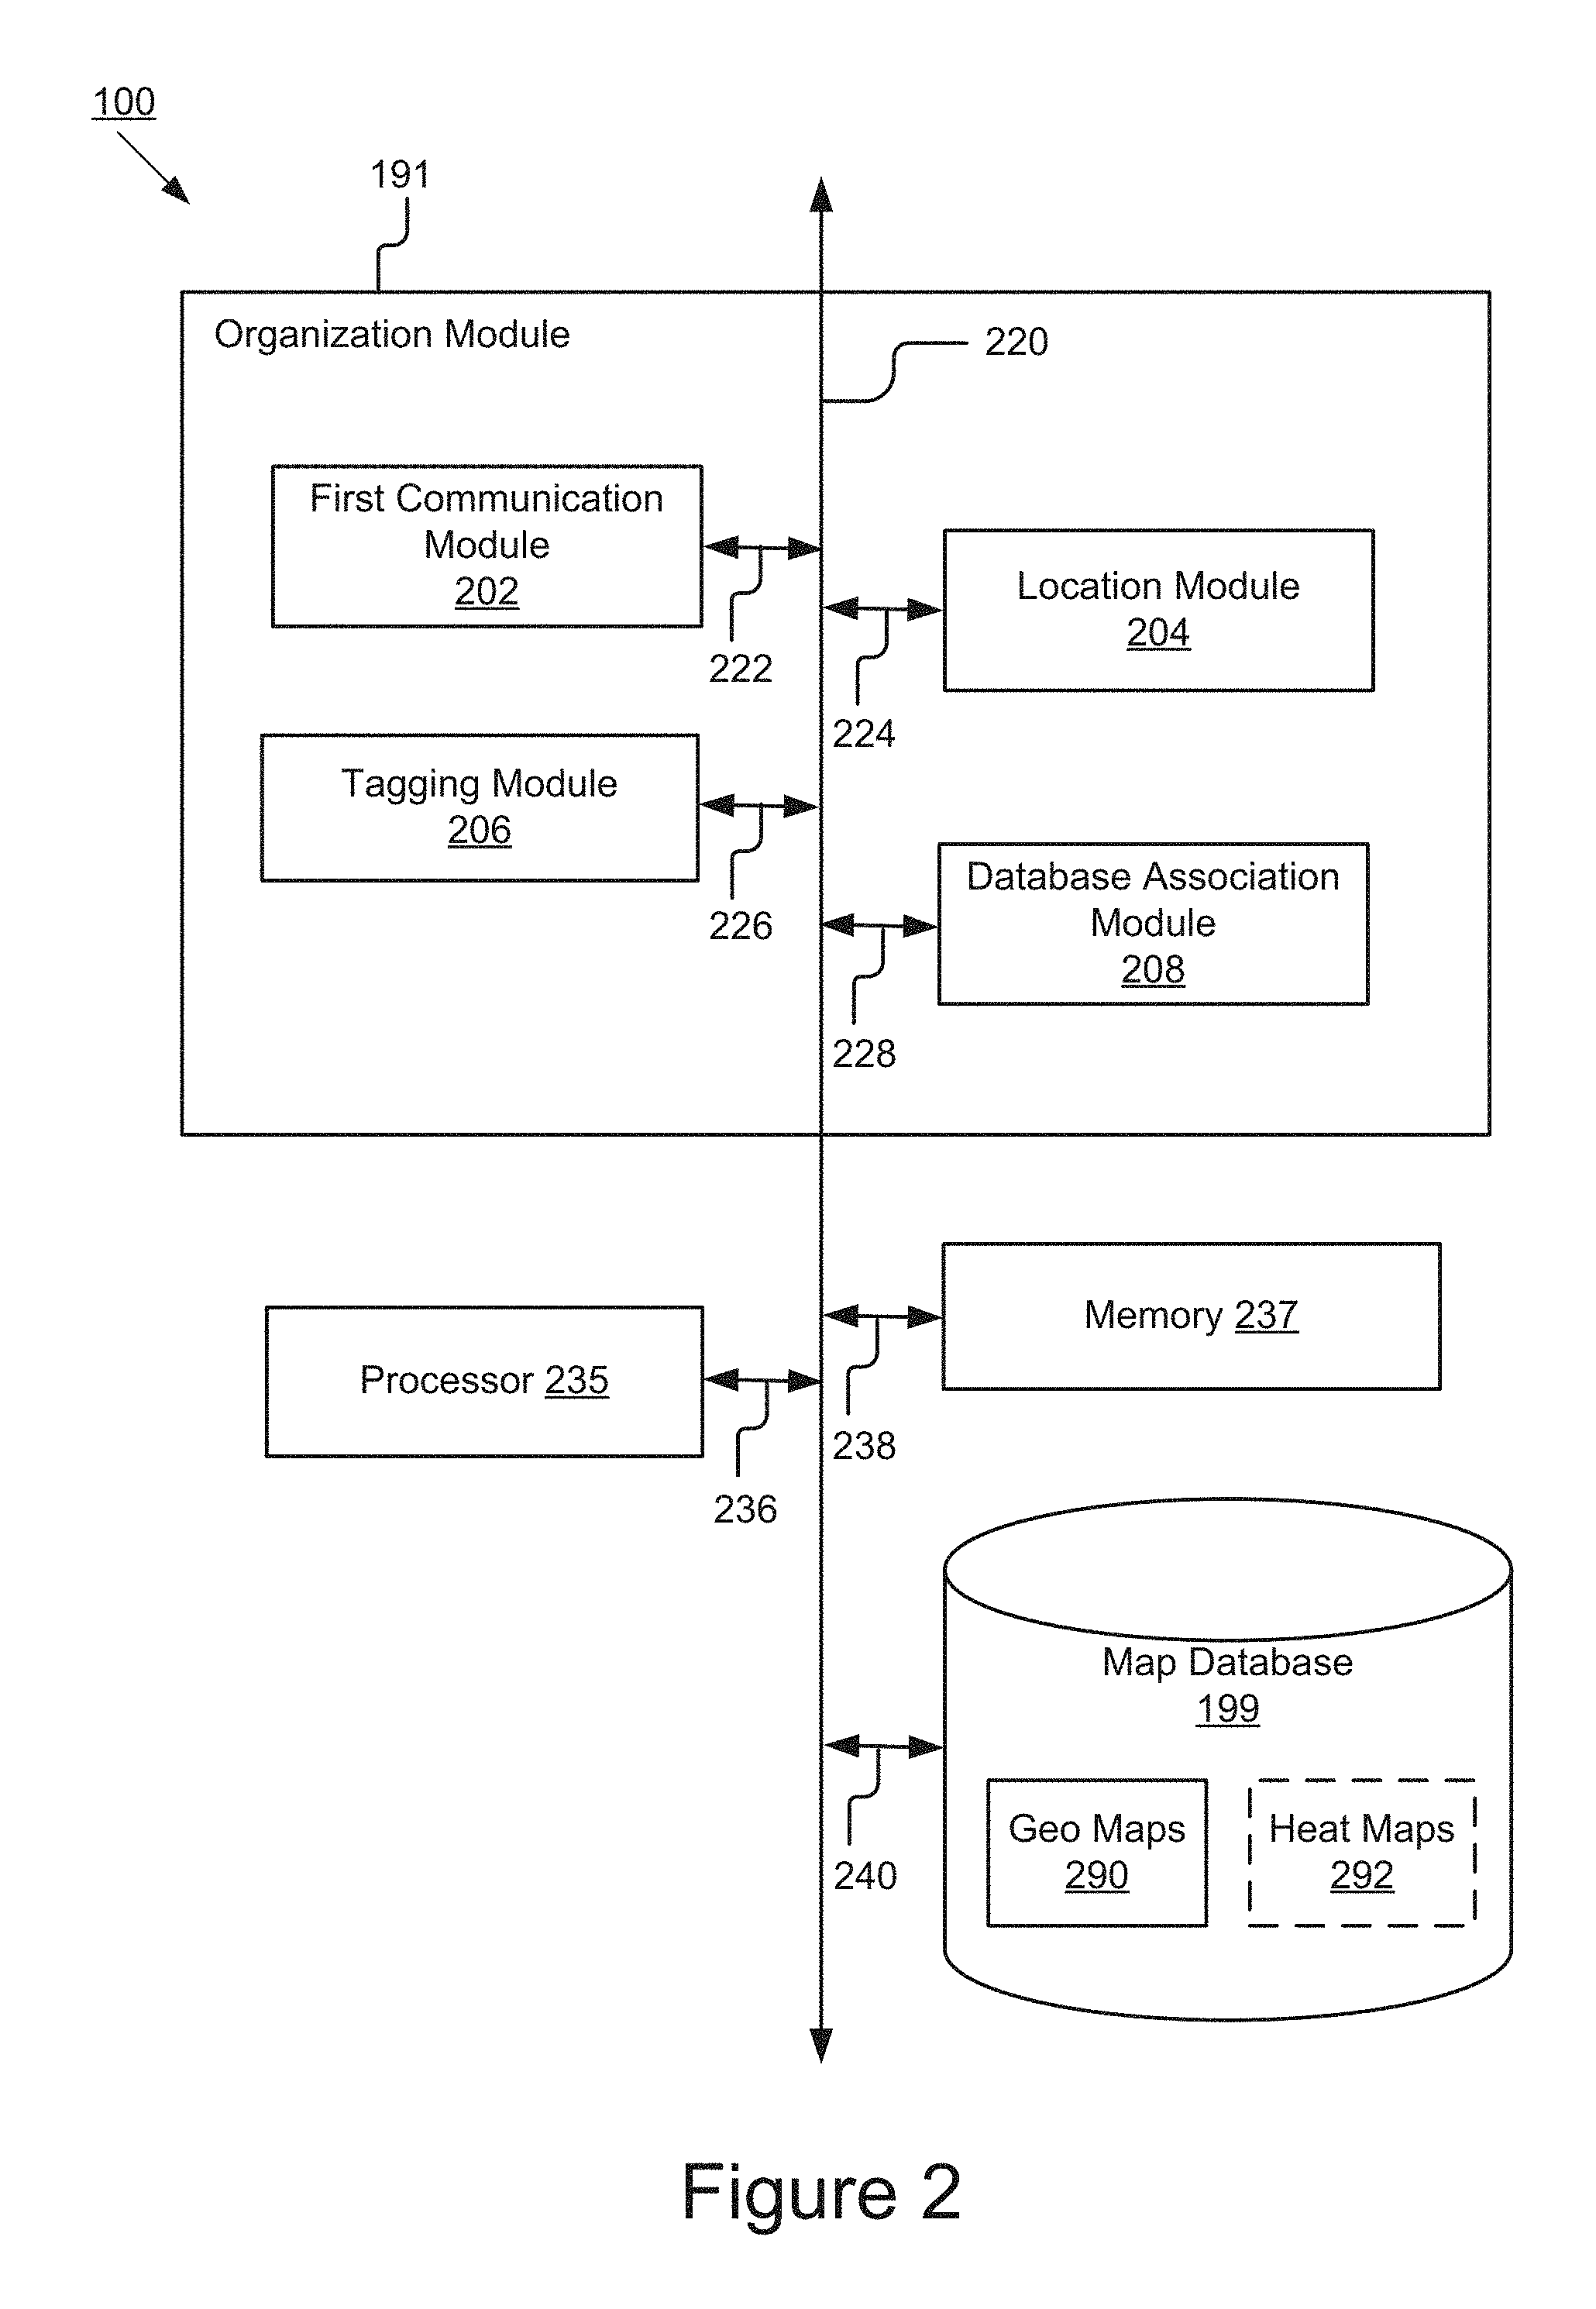 100
191
Organization Module
220
First Communication
Module
202
222
Location Module
204
224
Tagging Module
206
226
Database Association
Module
208
228
Memory 237
238
Processor 235
236
Map Database
199
240
Geo Maps
290
Heat Maps
292
Figure 2